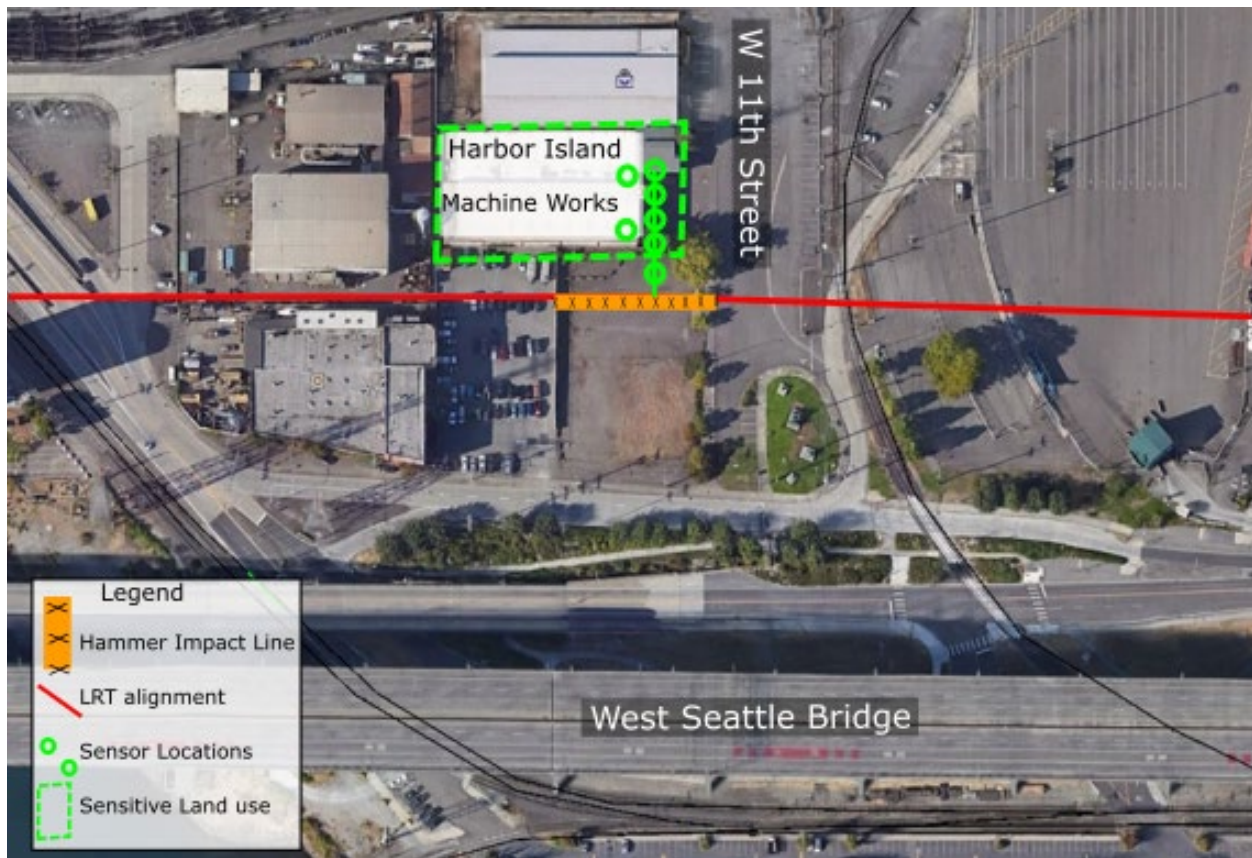 W 11th Street
Harbor Island
Machine Works
Legend
Hammer Impact Line
LRT alignment
Sensor Locations
Sensitive Land use
West Seattle Bridge